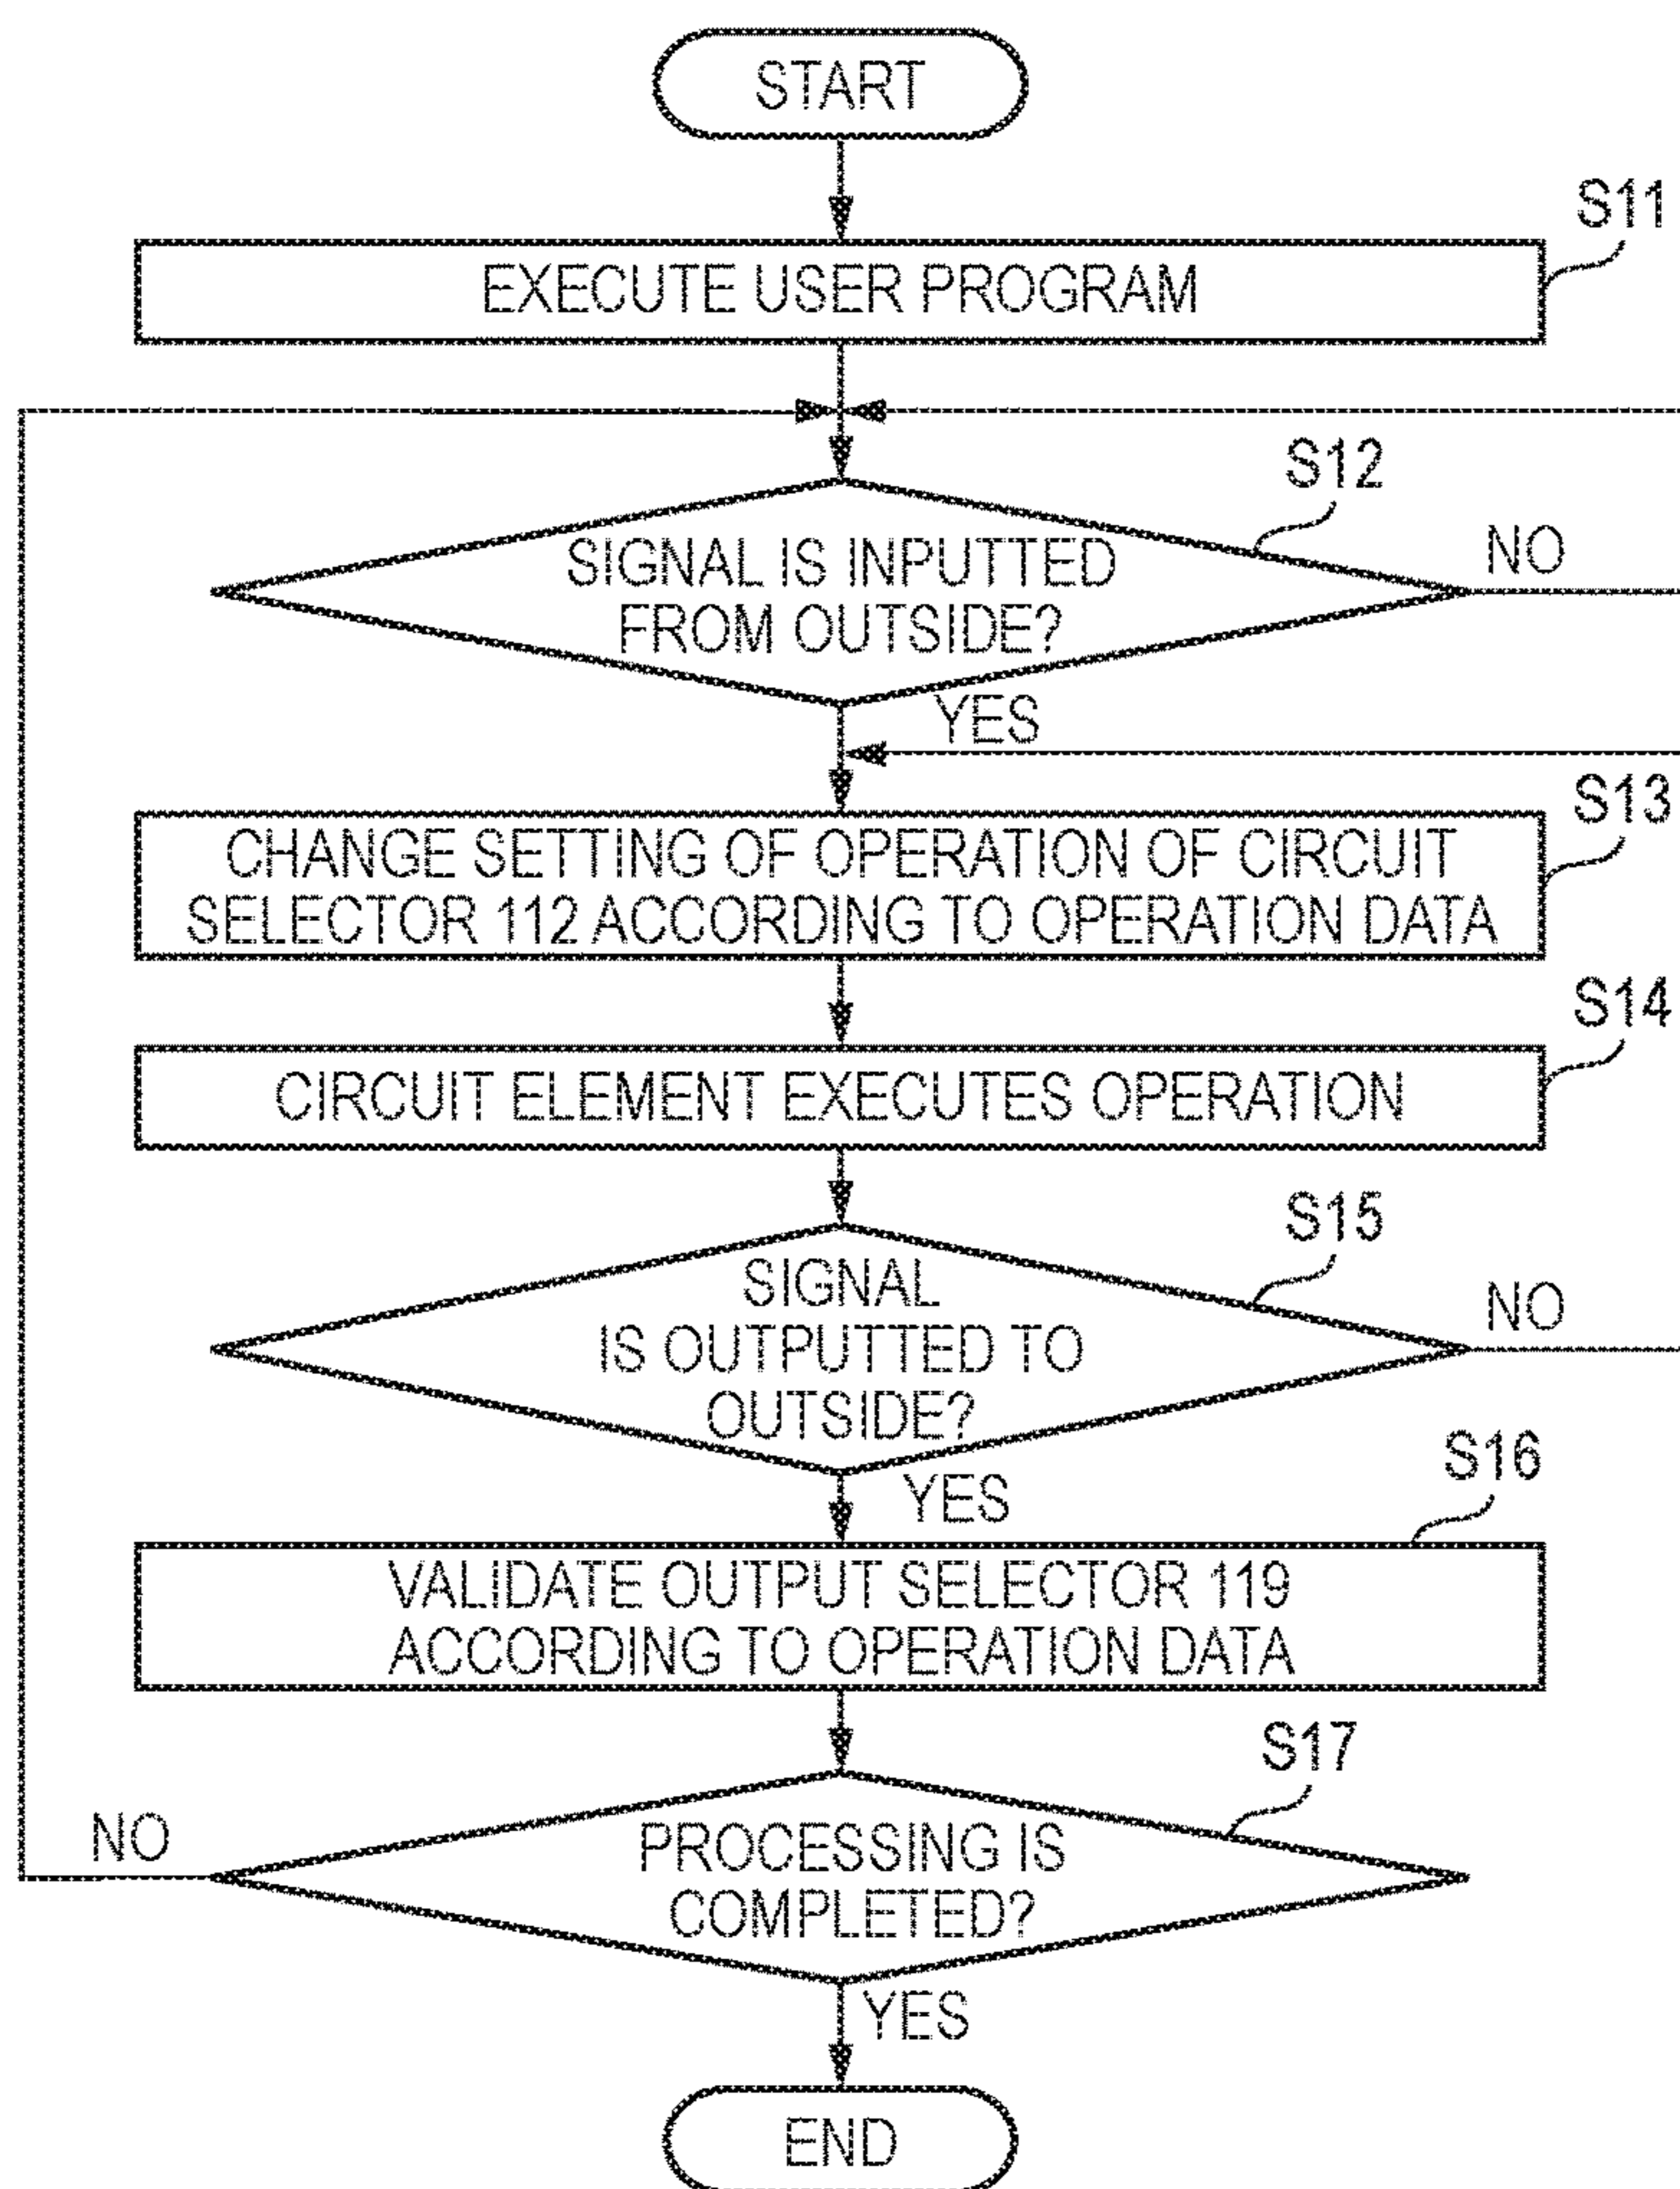 START
S11
EXECUTE USER PROGRAM
S12
SIGNAL IS INPUTTED
FROM OUTSIDE?
NO
YES
S13
CHANGE SETTING OF OPERATION OF CIRCUIT
SELECTOR 112 ACCORDING TO OPERATION DATA
S14
CIRCUIT ELEMENT EXECUTES OPERATION
S15
SIGNAL
IS OUTPUTTED TO
OUTSIDE?
NO
YES
S16
VALIDATE OUTPUT SELECTOR 119
ACCORDING TO OPERATION DATA
S17
PROCESSING IS
COMPLETED?
NO
YES
END